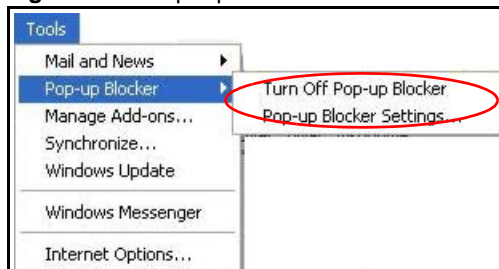 Tools
Mail and News
Pop-up Blocker
Turn Off Pop-up Blocker
Manage Add-ons...
Pop-up Blocker Settings...
Synchronize...
Windows Update
Windows Messenger
Internet Options...